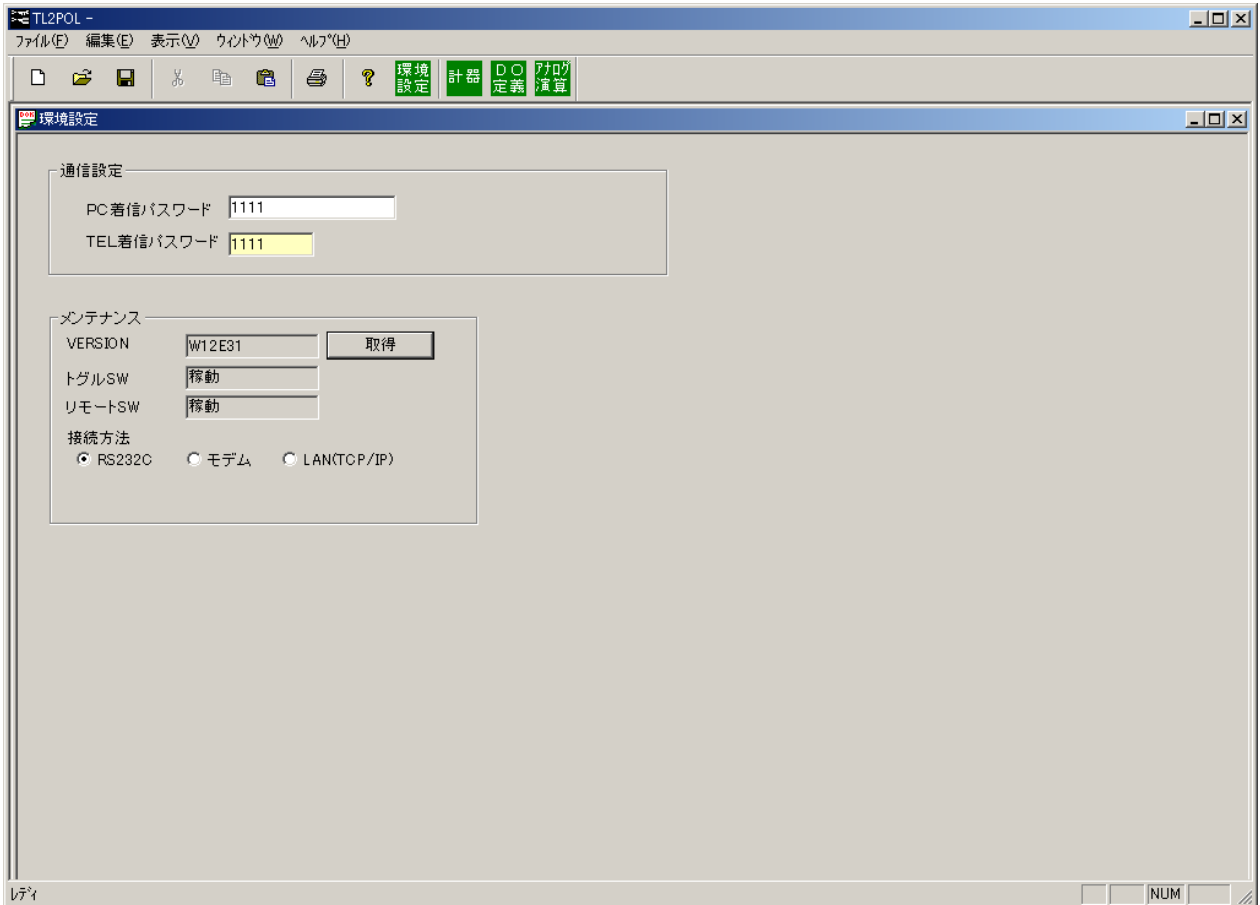 TL2POL -
ファイル(F) 編集(E) 表示(V) ウィンドウ(W) ヘルプ(H)
環境設定 計器 DO定義 アナログ演算
環境設定
通信設定
PC着信パスワード 1111
TEL着信パスワード 1111
メンテナンス
VERSION W12E31 取得
トグルSW 稼動
リモートSW 稼動
接続方法
RS232C モデム LAN(TCP/IP)
レディ NUM